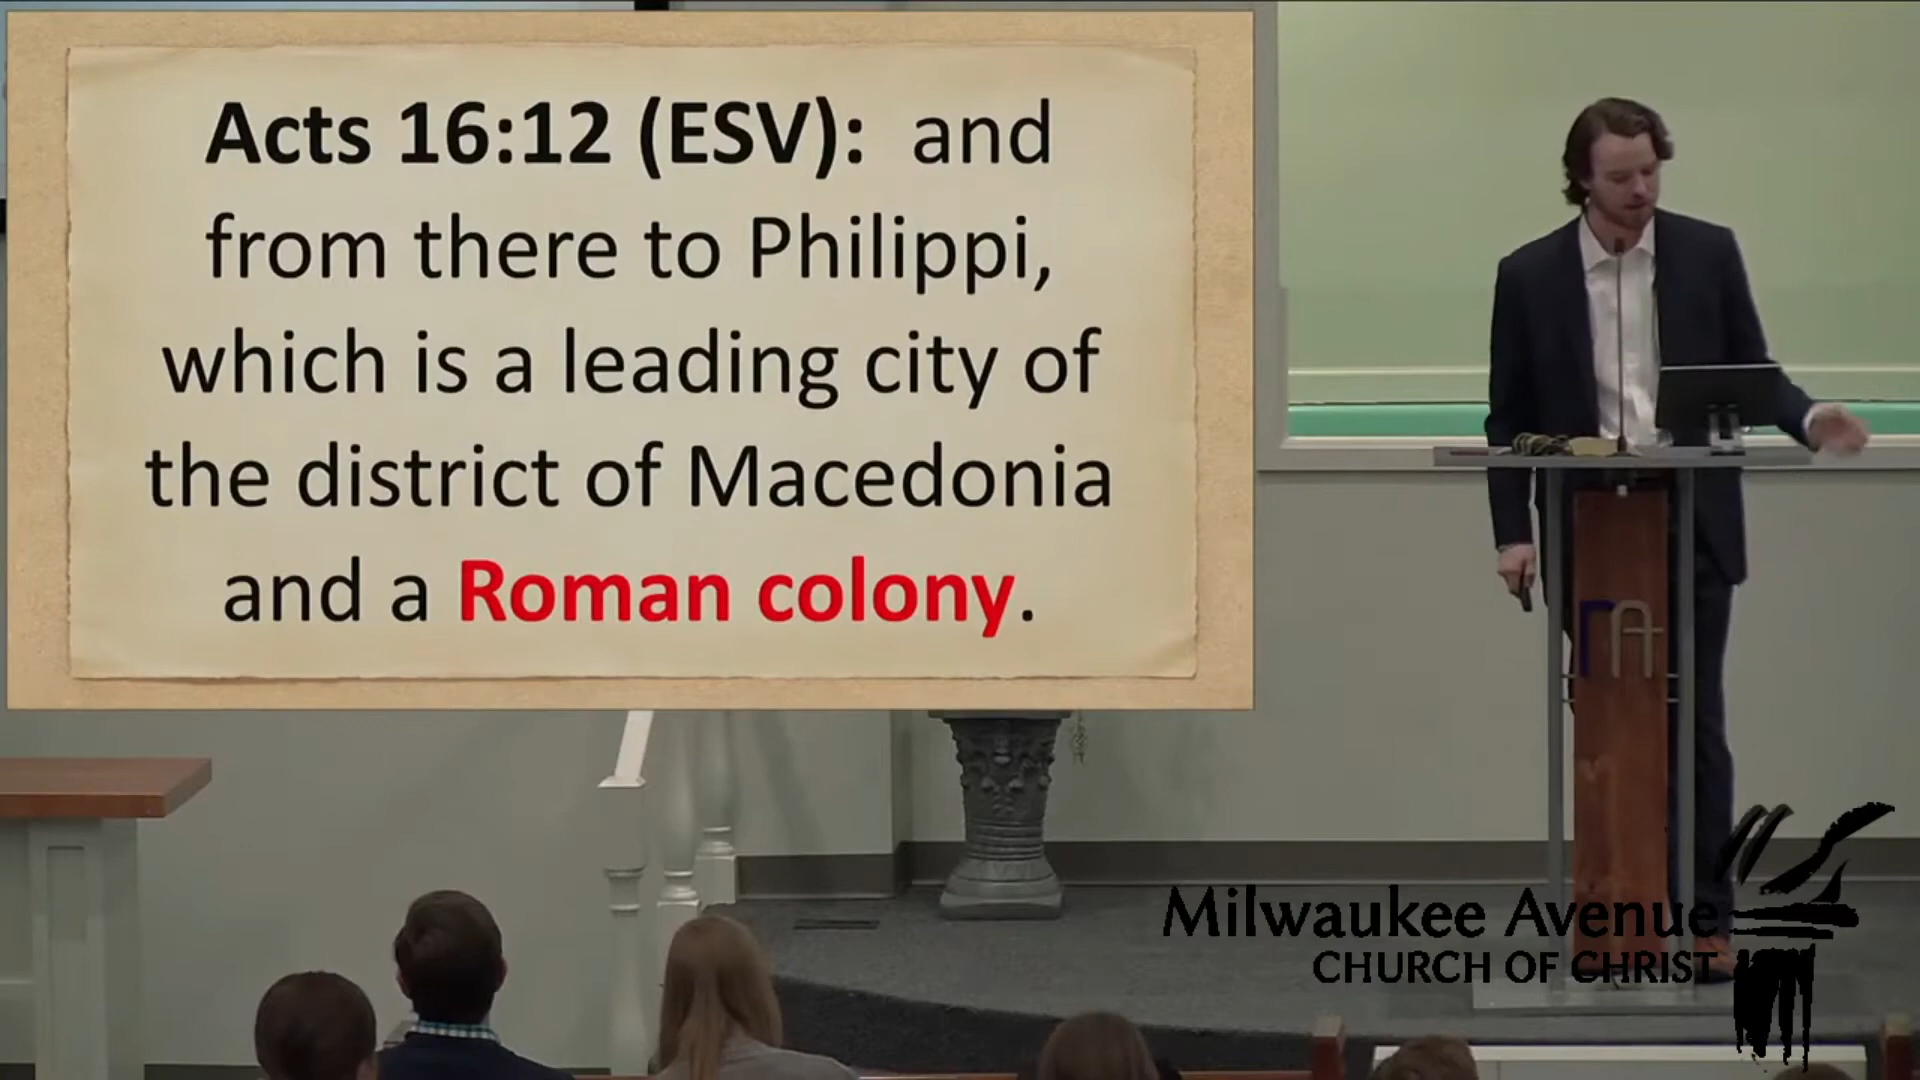 Acts 16:12 (ESV): and
from there to Philippi,
which is a leading city of
the district of Macedonia
and a Roman colony.
Milwaukee Avenue
CHURCH OF CHRIST